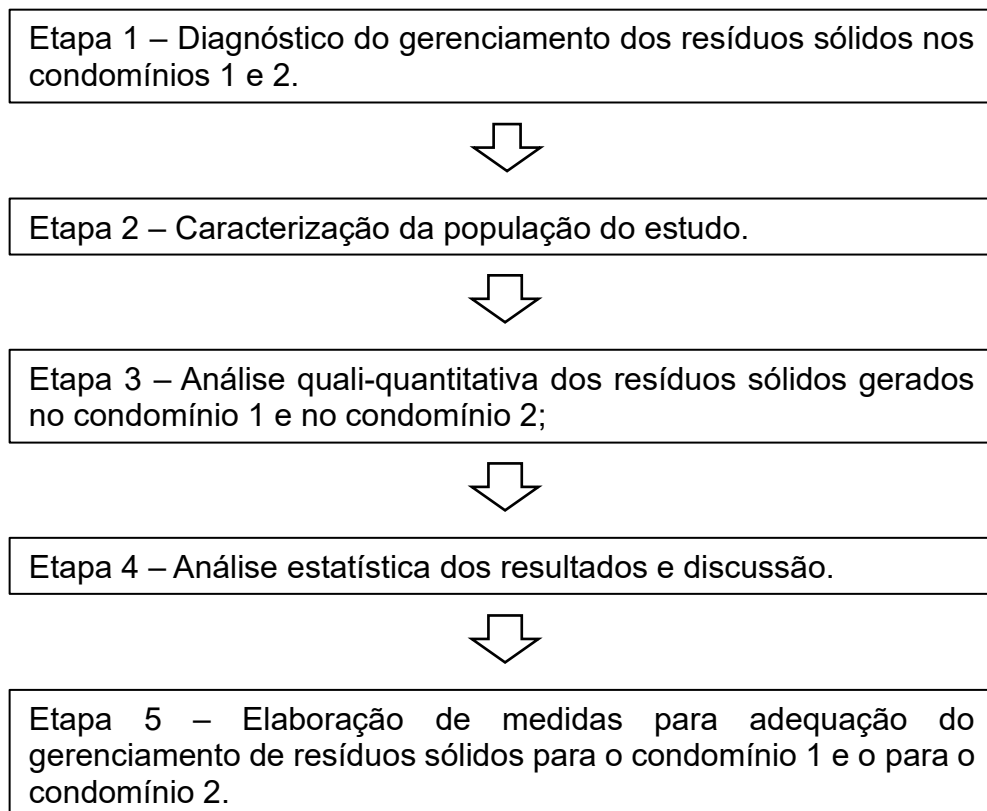 Etapa 1 – Diagnóstico do gerenciamento dos resíduos sólidos nos
condomínios 1 e 2.
Etapa 2 – Caracterização da população do estudo.
Etapa 3 – Análise quali-quantitativa dos resíduos sólidos gerados
no condomínio 1 e no condomínio 2;
Etapa 4 – Análise estatística dos resultados e discussão.
Etapa 5 – Elaboração de medidas para adequação do
gerenciamento de resíduos sólidos para o condomínio 1 e o para o
condomínio 2.